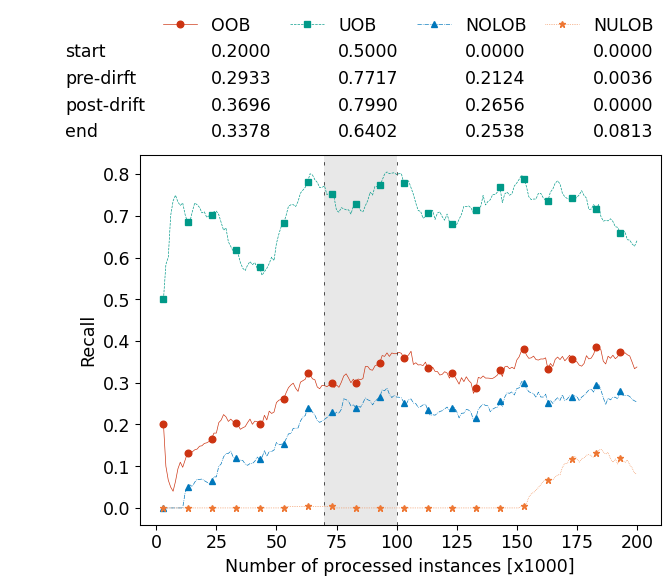 OOB UOB NOLOB NULOB
start 0.2000 0.5000 0.0000 0.0000
pre-dirft 0.2933 0.7717 0.2124 0.0036
post-drift 0.3696 0.7990 0.2656 0.0000
end 0.3378 0.6402 0.2538 0.0813
0.8
0.7
0.6
0.5
0.4
0.3
0.2
0.1
0.0
Recall
0 25 50 75 100 125 150 175 200
Number of processed instances [x1000]